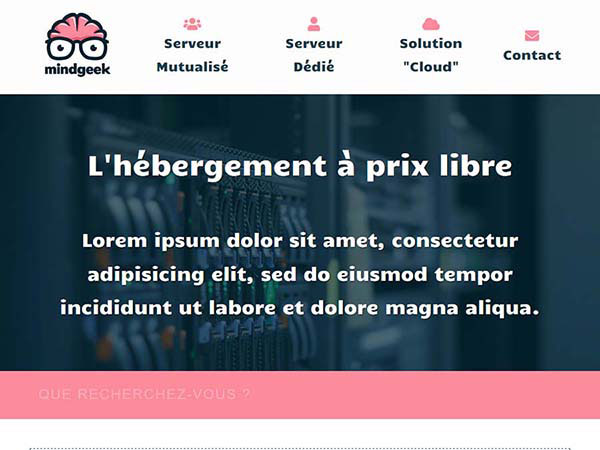 mindgeek
Serveur
Mutualisé
Serveur
Dédié
Solution
"Cloud"
Contact
L'hébergement à prix libre
Lorem ipsum dolor sit amet, consectetur
adipisicing elit, sed do eiusmod tempor
incididunt ut labore et dolore magna aliqua.
QUE RECHERCHEZ-VOUS ?